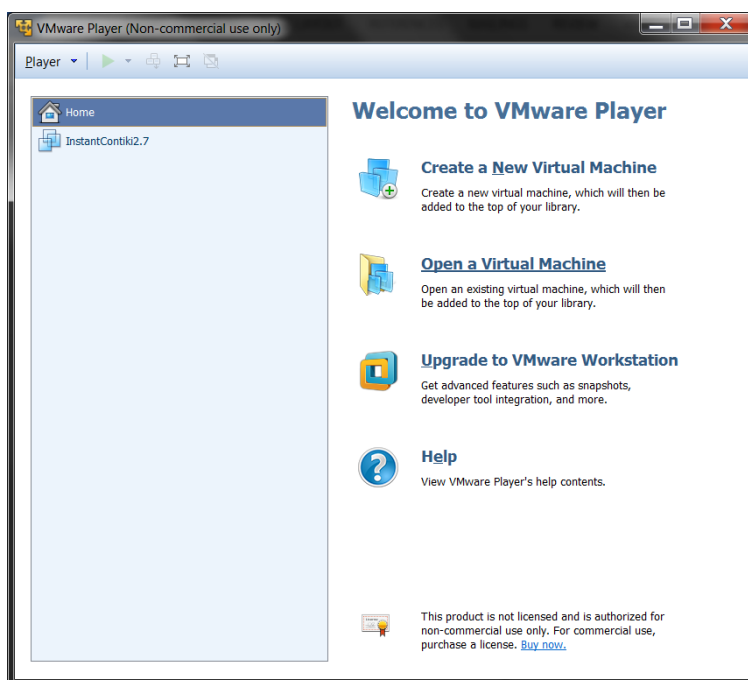 VMware Player (Non-commercial use only)
Player
Home
InstantContiki2.7
Welcome to VMware Player
Create a New Virtual Machine
Create a new virtual machine, which will then be
added to the top of your library.
Open a Virtual Machine
Open an existing virtual machine, which will then
be added to the top of your library.
Upgrade to VMware Workstation
Get advanced features such as snapshots,
developer tool integration, and more.
Help
View VMware Player's help contents.
This product is not licensed and is authorized for
non-commercial use only. For commercial use,
purchase a license. Buy now.